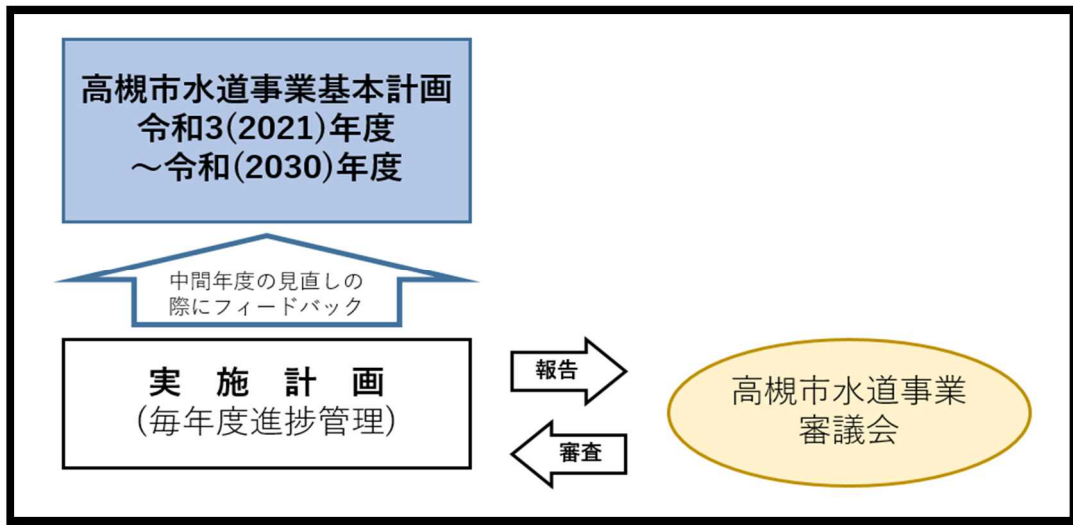 高槻市水道事業基本計画
令和3(2021)年度
～令和(2030)年度
中間年度の見直しの
際にフィードバック
実　施　計　画
(毎年度進捗管理)
報告
審査
高槻市水道事業
審議会